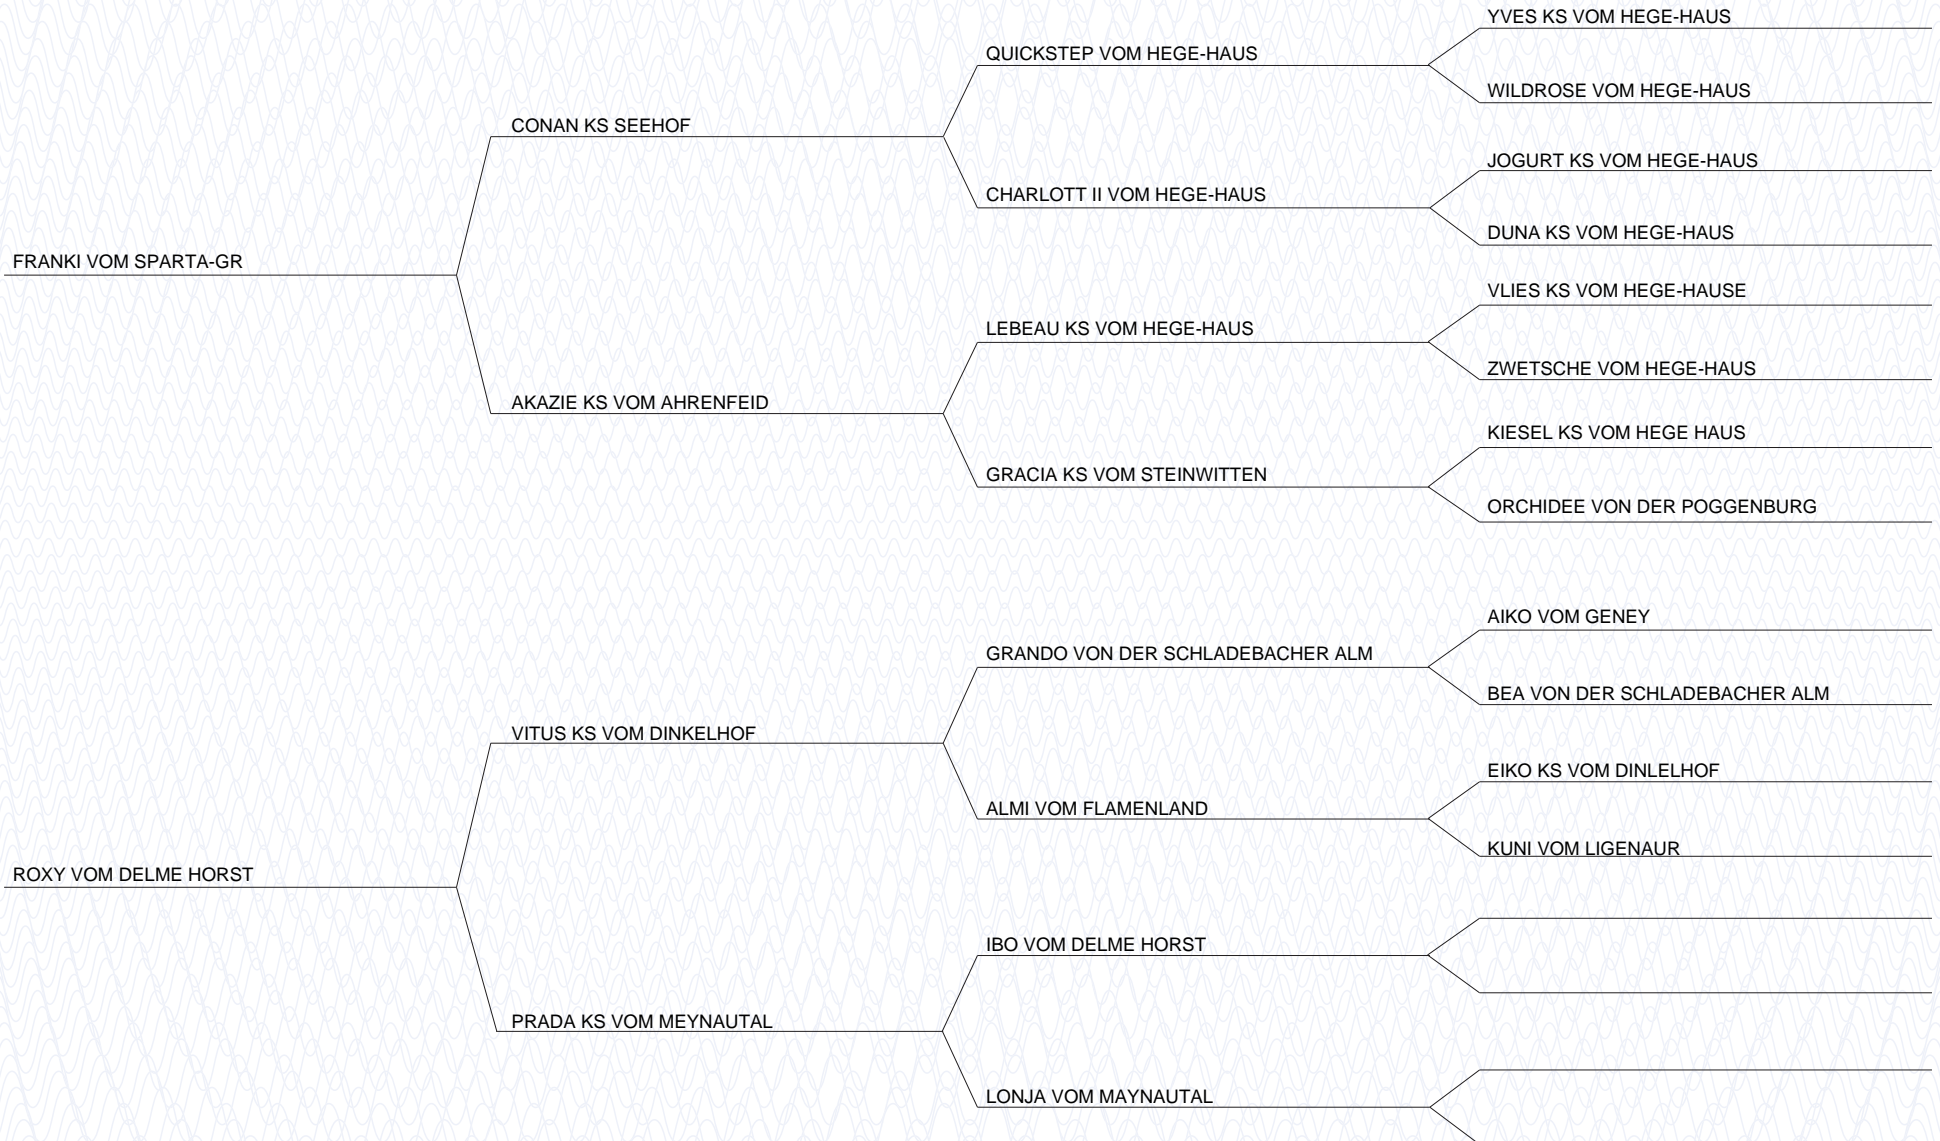 YVES KS VOM HEGE-HAUS
QUICKSTEP VOM HEGE-HAUS
WILDROSE VOM HEGE-HAUS
CONAN KS SEEHOF
JOGURT KS VOM HEGE-HAUS
CHARLOTT II VOM HEGE-HAUS
DUNA KS VOM HEGE-HAUS
FRANKI VOM SPARTA-GR
VLIES KS VOM HEGE-HAUSE
LEBEAU KS VOM HEGE-HAUS
ZWETSCHE VOM HEGE-HAUS
AKAZIE KS VOM AHRENFEID
KIESEL KS VOM HEGE HAUS
GRACIA KS VOM STEINWITTEN
ORCHIDEE VON DER POGGENBURG
AIKO VOM GENEY
GRANDO VON DER SCHLADEBACHER ALM
BEA VON DER SCHLADEBACHER ALM
VITUS KS VOM DINKELHOF
EIKO KS VOM DINLELHOF
ALMI VOM FLAMENLAND
KUNI VOM LIGENAUR
ROXY VOM DELME HORST
IBO VOM DELME HORST
PRADA KS VOM MEYNAUTAL
LONJA VOM MAYNAUTAL